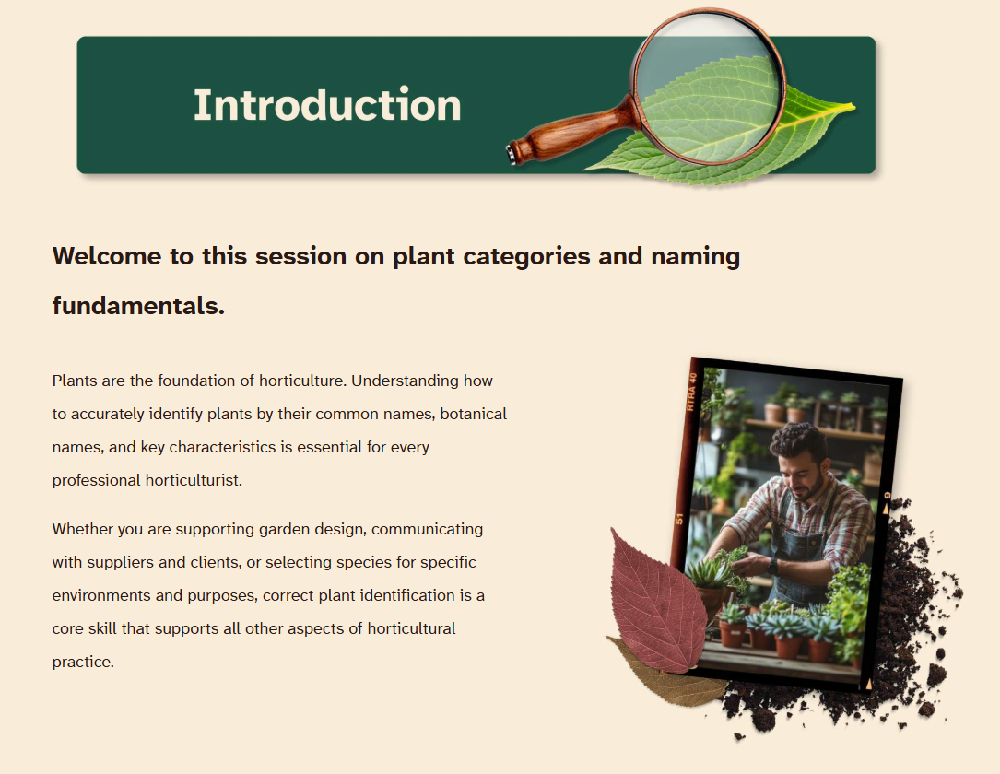 Introduction
Welcome to this session on plant categories and naming
fundamentals.
Plants are the foundation of horticulture. Understanding how
to accurately identify plants by their common names, botanical
names, and key characteristics is essential for every
professional horticulturist.
Whether you are supporting garden design, communicating
with suppliers and clients, or selecting species for specific
environments and purposes, correct plant identification is a
core skill that supports all other aspects of horticultural
practice.
RTRA 40
51
9